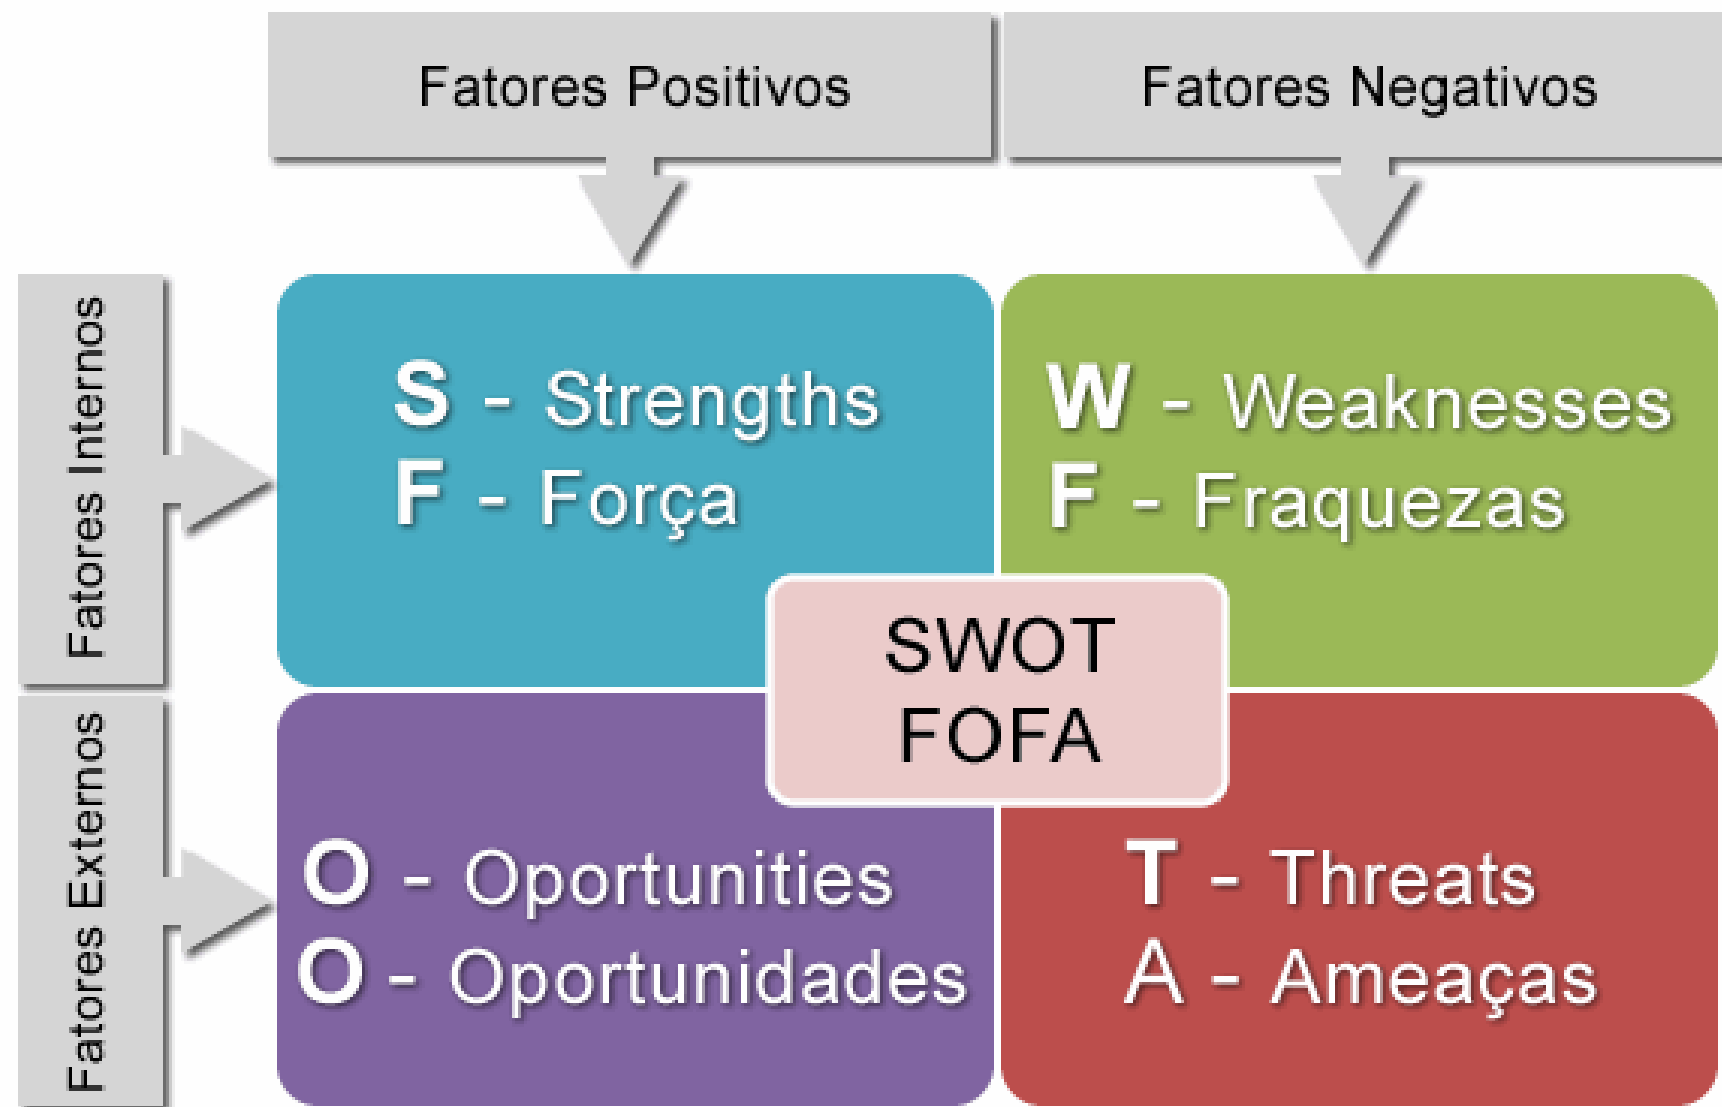 Fatores Positivos
Fatores Negativos
Fatores Internos
S - Strengths
F - Força
W - Weaknesses
F - Fraquezas
SWOT
FOFA
Fatores Externos
O - Oportunities
O - Oportunidades
T - Threats
A - Ameaças